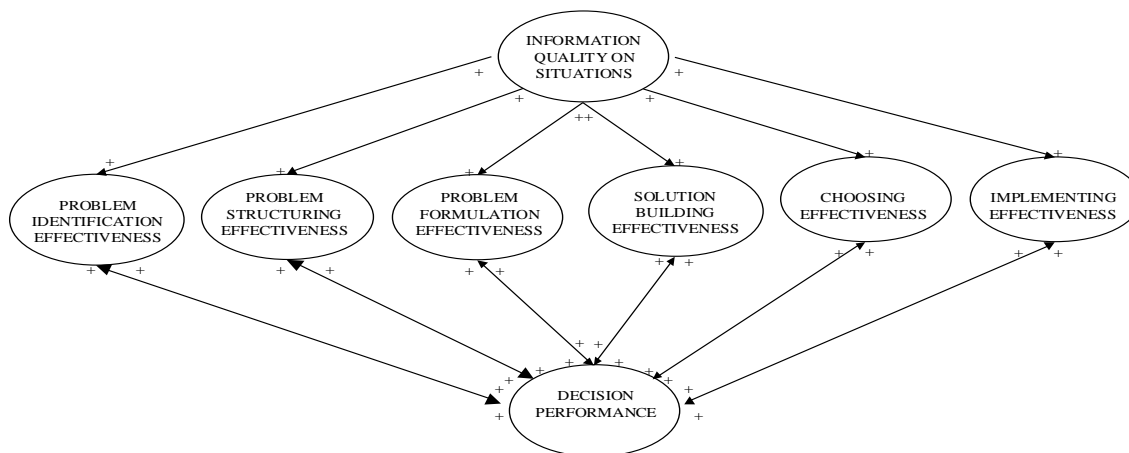 INFORMATION
QUALITY ON
SITUATIONS
+ +
+ +
++
+ + + + + +
PROBLEM
IDENTIFICATION
EFFECTIVENESS
PROBLEM
STRUCTURING
EFFECTIVENESS
PROBLEM
FORMULATION
EFFECTIVENESS
SOLUTION
BUILDING
EFFECTIVENESS
CHOOSING
EFFECTIVENESS
IMPLEMENTING
EFFECTIVENESS
+ + + + + + + + + + + +
+ + + + + + + + + + + +
DECISION
PERFORMANCE